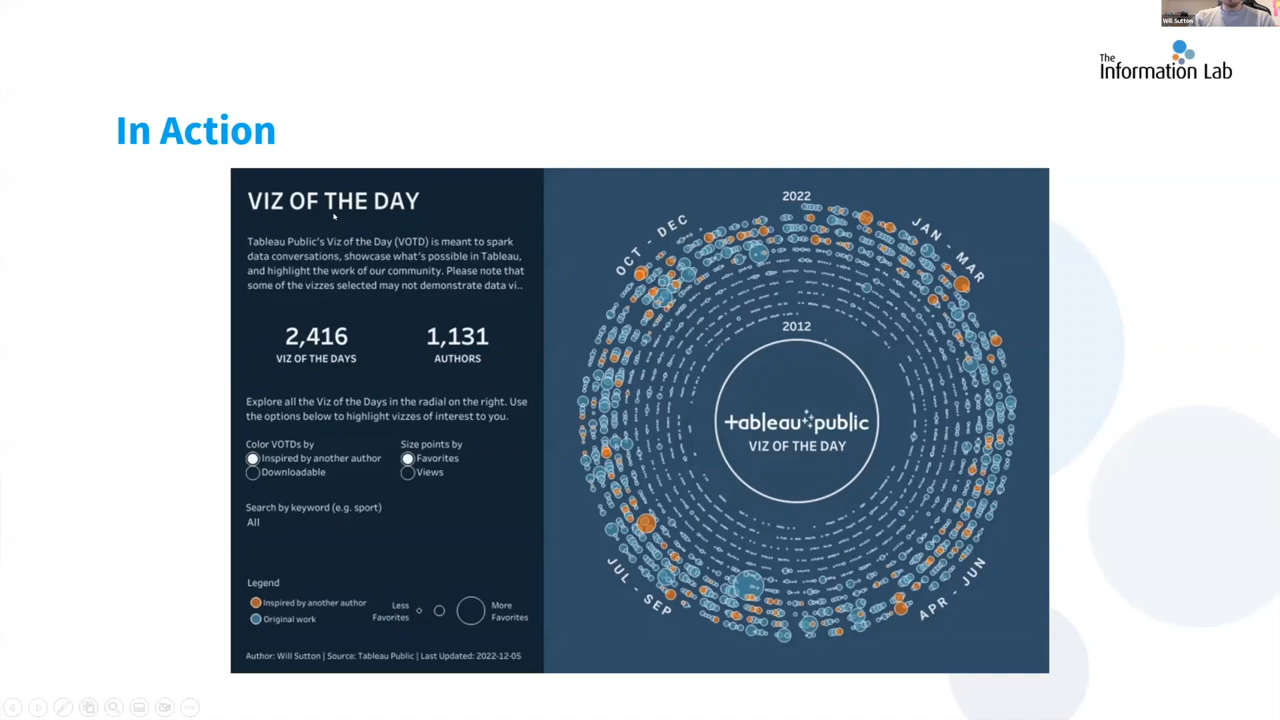 Will Sutton
The
Information Lab
In Action
VIZ OF THE DAY
Tableau Public's Viz of the Day (VOTD) is meant to spark
data conversations, showcase what's possible in Tableau,
and highlight the work of our community. Please note that
some of the vizzes selected may not demonstrate data vi..
2,416
VIZ OF THE DAYS
1,131
AUTHORS
Explore all the Viz of the Days in the radial on the right. Use
the options below to highlight vizzes of interest to you.
Color VOTDs by
Inspired by another author
Downloadable
Size points by
Favorites
Views
Search by keyword (e.g. sport)
All
Legend
Inspired by another author
Original work
Less
Favorites
More
Favorites
Author: Will Sutton | Source: Tableau Public | Last Updated: 2022-12-05
2022
OCT - DEC
JAN - MAR
2012
+ableau public
VIZ OF THE DAY
JUL - SEP
APR - JUN